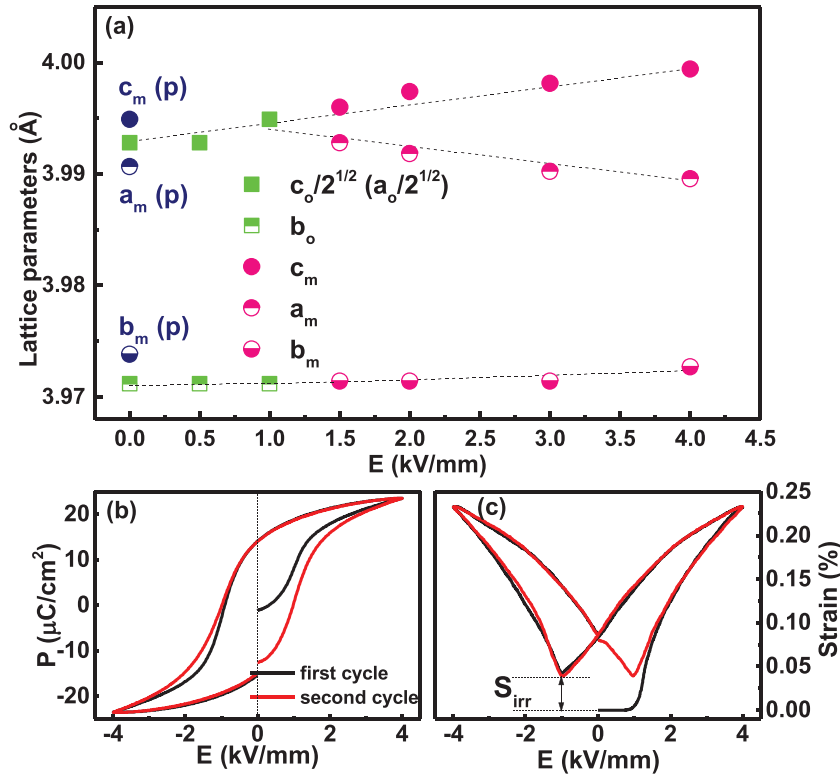 (a)
4.00
3.99
3.98
3.97
Lattice parameters (Å)
c_m (p)
a_m (p)
b_m (p)
c_o/2^1/2 (a_o/2^1/2)
b_o
c_m
a_m
b_m
0.0 0.5 1.0 1.5 2.0 2.5 3.0 3.5 4.0 4.5
E (kV/mm)
(b)
20
10
0
-10
-20
P (μC/cm²)
first cycle
second cycle
-4 -2 0 2 4
E (kV/mm)
(c)
0.25
0.20
0.15
0.10
0.05
0.00
Strain (%)
S_irr
-4 -2 0 2 4
E (kV/mm)